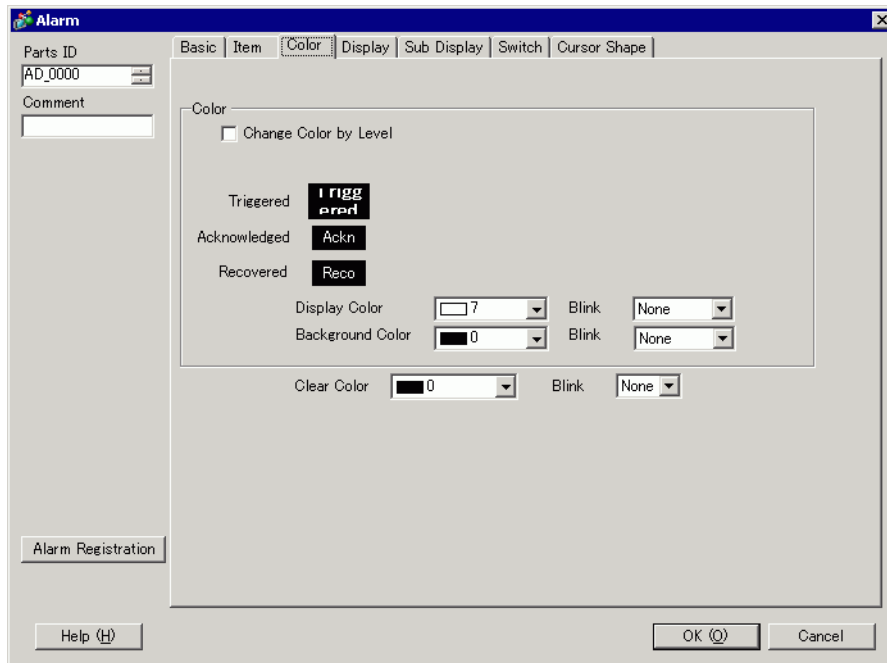 Alarm
Parts ID
AD_0000
Comment
Alarm Registration
Basic Item Color Display Sub Display Switch Cursor Shape
Color
Change Color by Level
Triggered Trigg
ered
Acknowledged Ackn
Recovered Reco
Display Color 7 Blink None
Background Color 0 Blink None
Clear Color 0 Blink None
Help (H) OK (O) Cancel